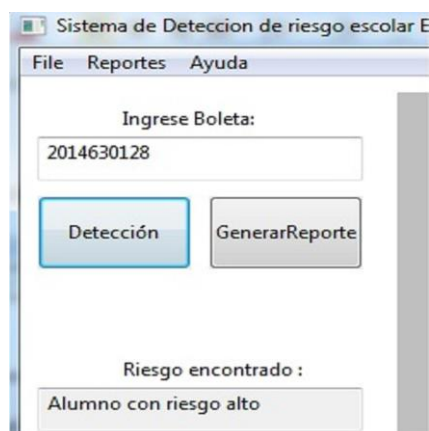 Sistema de Deteccion de riesgo escolar E
File Reportes Ayuda
Ingrese Boleta:
2014630128
Detección GenerarReporte
Riesgo encontrado :
Alumno con riesgo alto